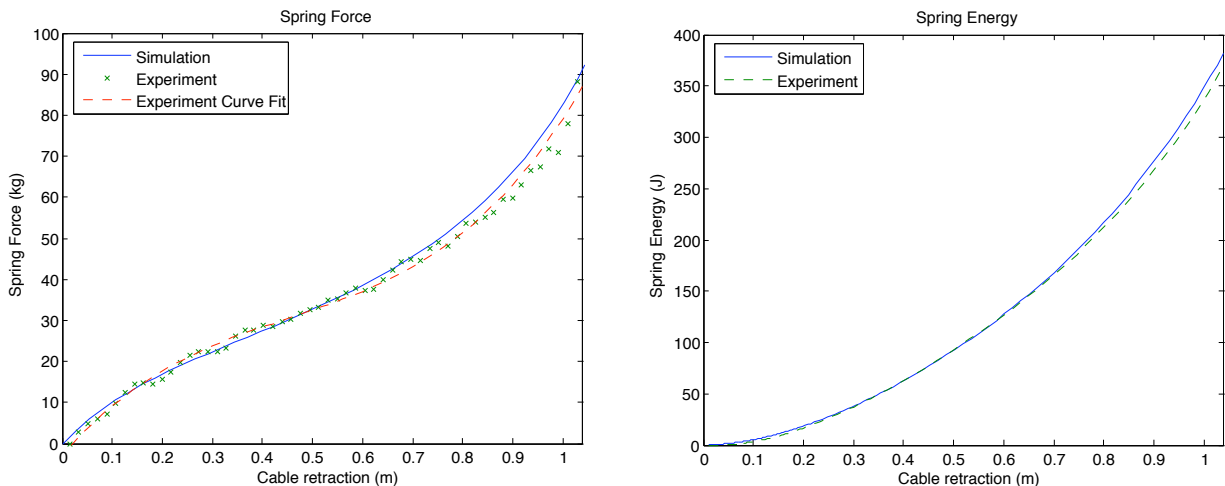 Spring Force
100
90
80
70
60
50
40
30
20
10
0
Spring Force (kg)
Simulation
Experiment
Experiment Curve Fit
0 0.1 0.2 0.3 0.4 0.5 0.6 0.7 0.8 0.9 1
Cable retraction (m)
Spring Energy
400
350
300
250
200
150
100
50
0
Spring Energy (J)
Simulation
Experiment
0 0.1 0.2 0.3 0.4 0.5 0.6 0.7 0.8 0.9 1
Cable retraction (m)